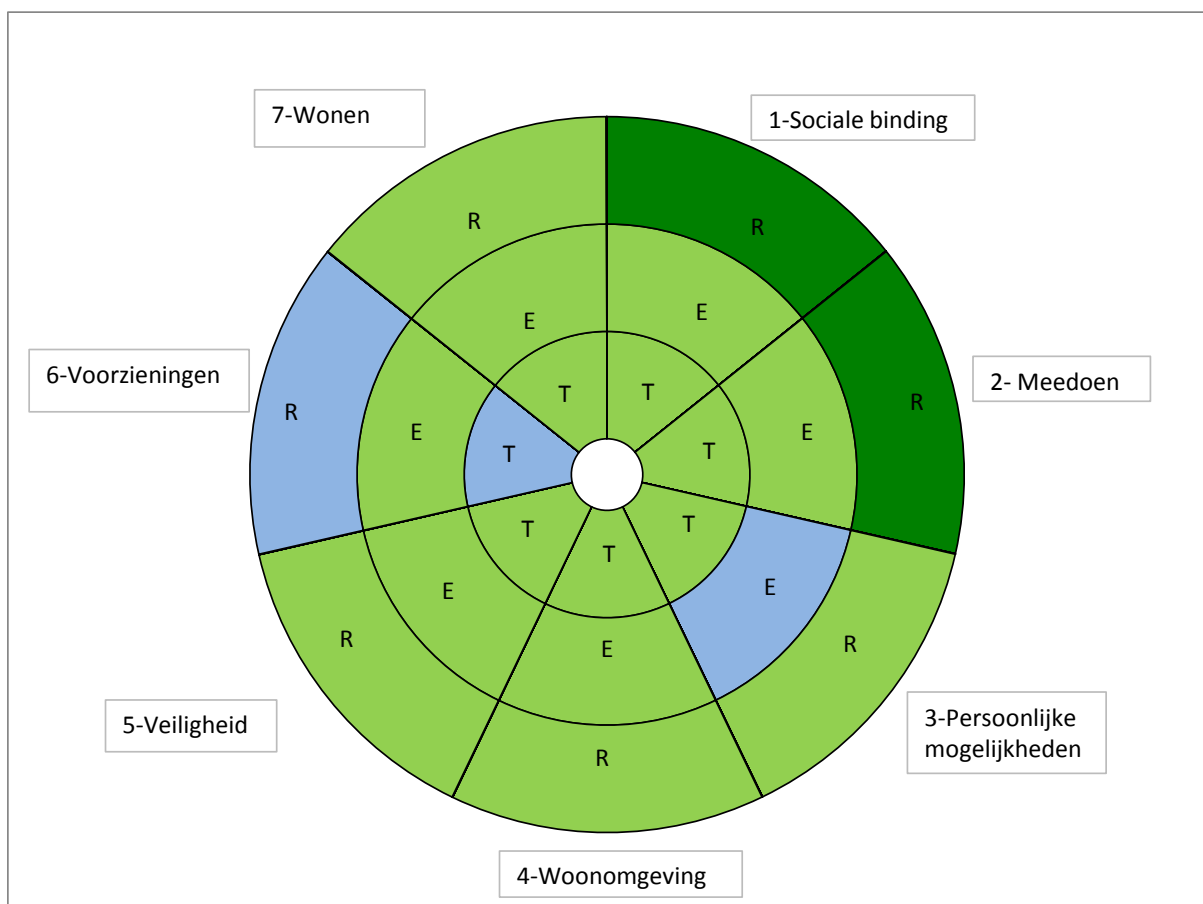 7-Wonen
1-Sociale binding
R
R
E
E
6-Voorzieningen
2- Meedoen
R
E
T
T
E
R
T
T
T
T
T
E
E
E
R
R
5-Veiligheid
3-Persoonlijke
mogelijkheden
R
4-Woonomgeving